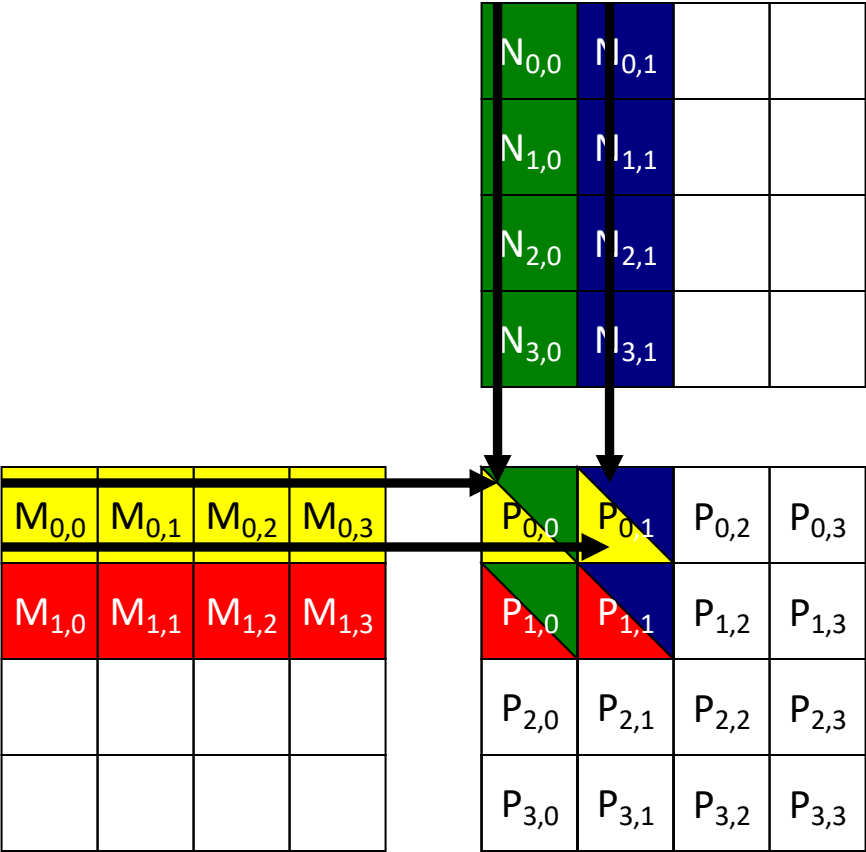 N0,0 N0,1
N1,0 N1,1
N2,0 N2,1
N3,0 N3,1
M0,0 M0,1 M0,2 M0,3 P0,0 P0,1 P0,2 P0,3
M1,0 M1,1 M1,2 M1,3 P1,0 P1,1 P1,2 P1,3
P2,0 P2,1 P2,2 P2,3
P3,0 P3,1 P3,2 P3,3